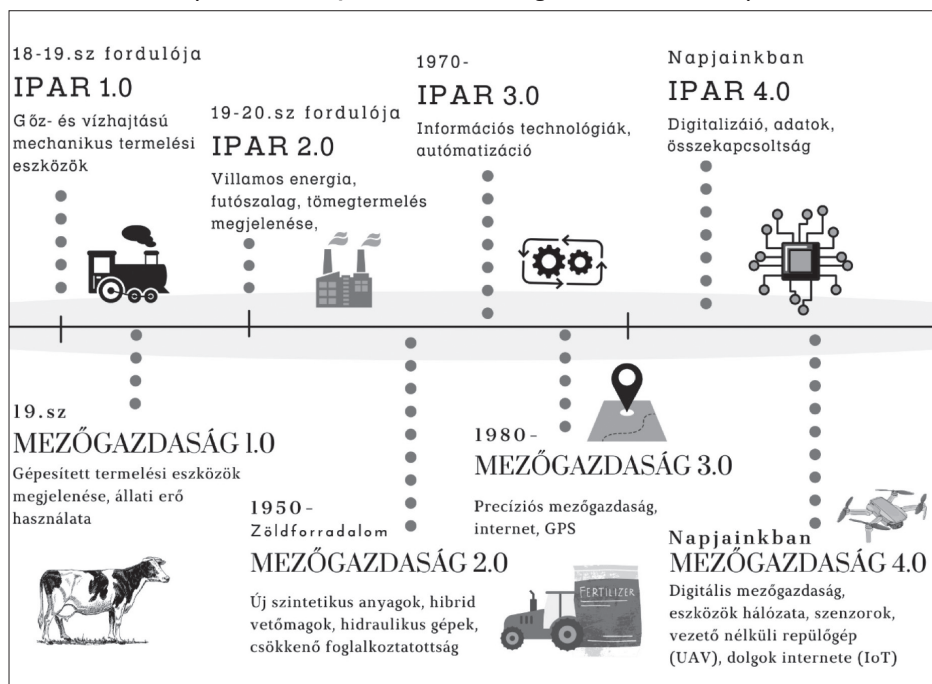 18-19.sz fordulója
IPAR 1.0
Gőz- és vízhajtású
mechanikus termelési
eszközök
19-20.sz fordulója
IPAR 2.0
Villamos energia,
futószalag, tömegtermelés
megjelenése,
1970-
IPAR 3.0
Információs technológiák,
autómatizáció
Napjainkban
IPAR 4.0
Digitalizáió, adatok,
összekapcsoltság
19.sz
MEZŐGAZDASÁG 1.0
Gépesített termelési eszközök
megjelenése, állati erő
használata
1950-
Zöldforradalom
MEZŐGAZDASÁG 2.0
Új szintetikus anyagok, hibrid
vetőmagok, hidraulikus gépek,
csökkenő foglalkoztatottság
FERTILIZER
1980-
MEZŐGAZDASÁG 3.0
Precíziós mezőgazdaság,
internet, GPS
Napjainkban
MEZŐGAZDASÁG 4.0
Digitális mezőgazdaság,
eszközök hálózata, szenzorok,
vezető nélküli repülőgép
(UAV), dolgok internete (IoT)